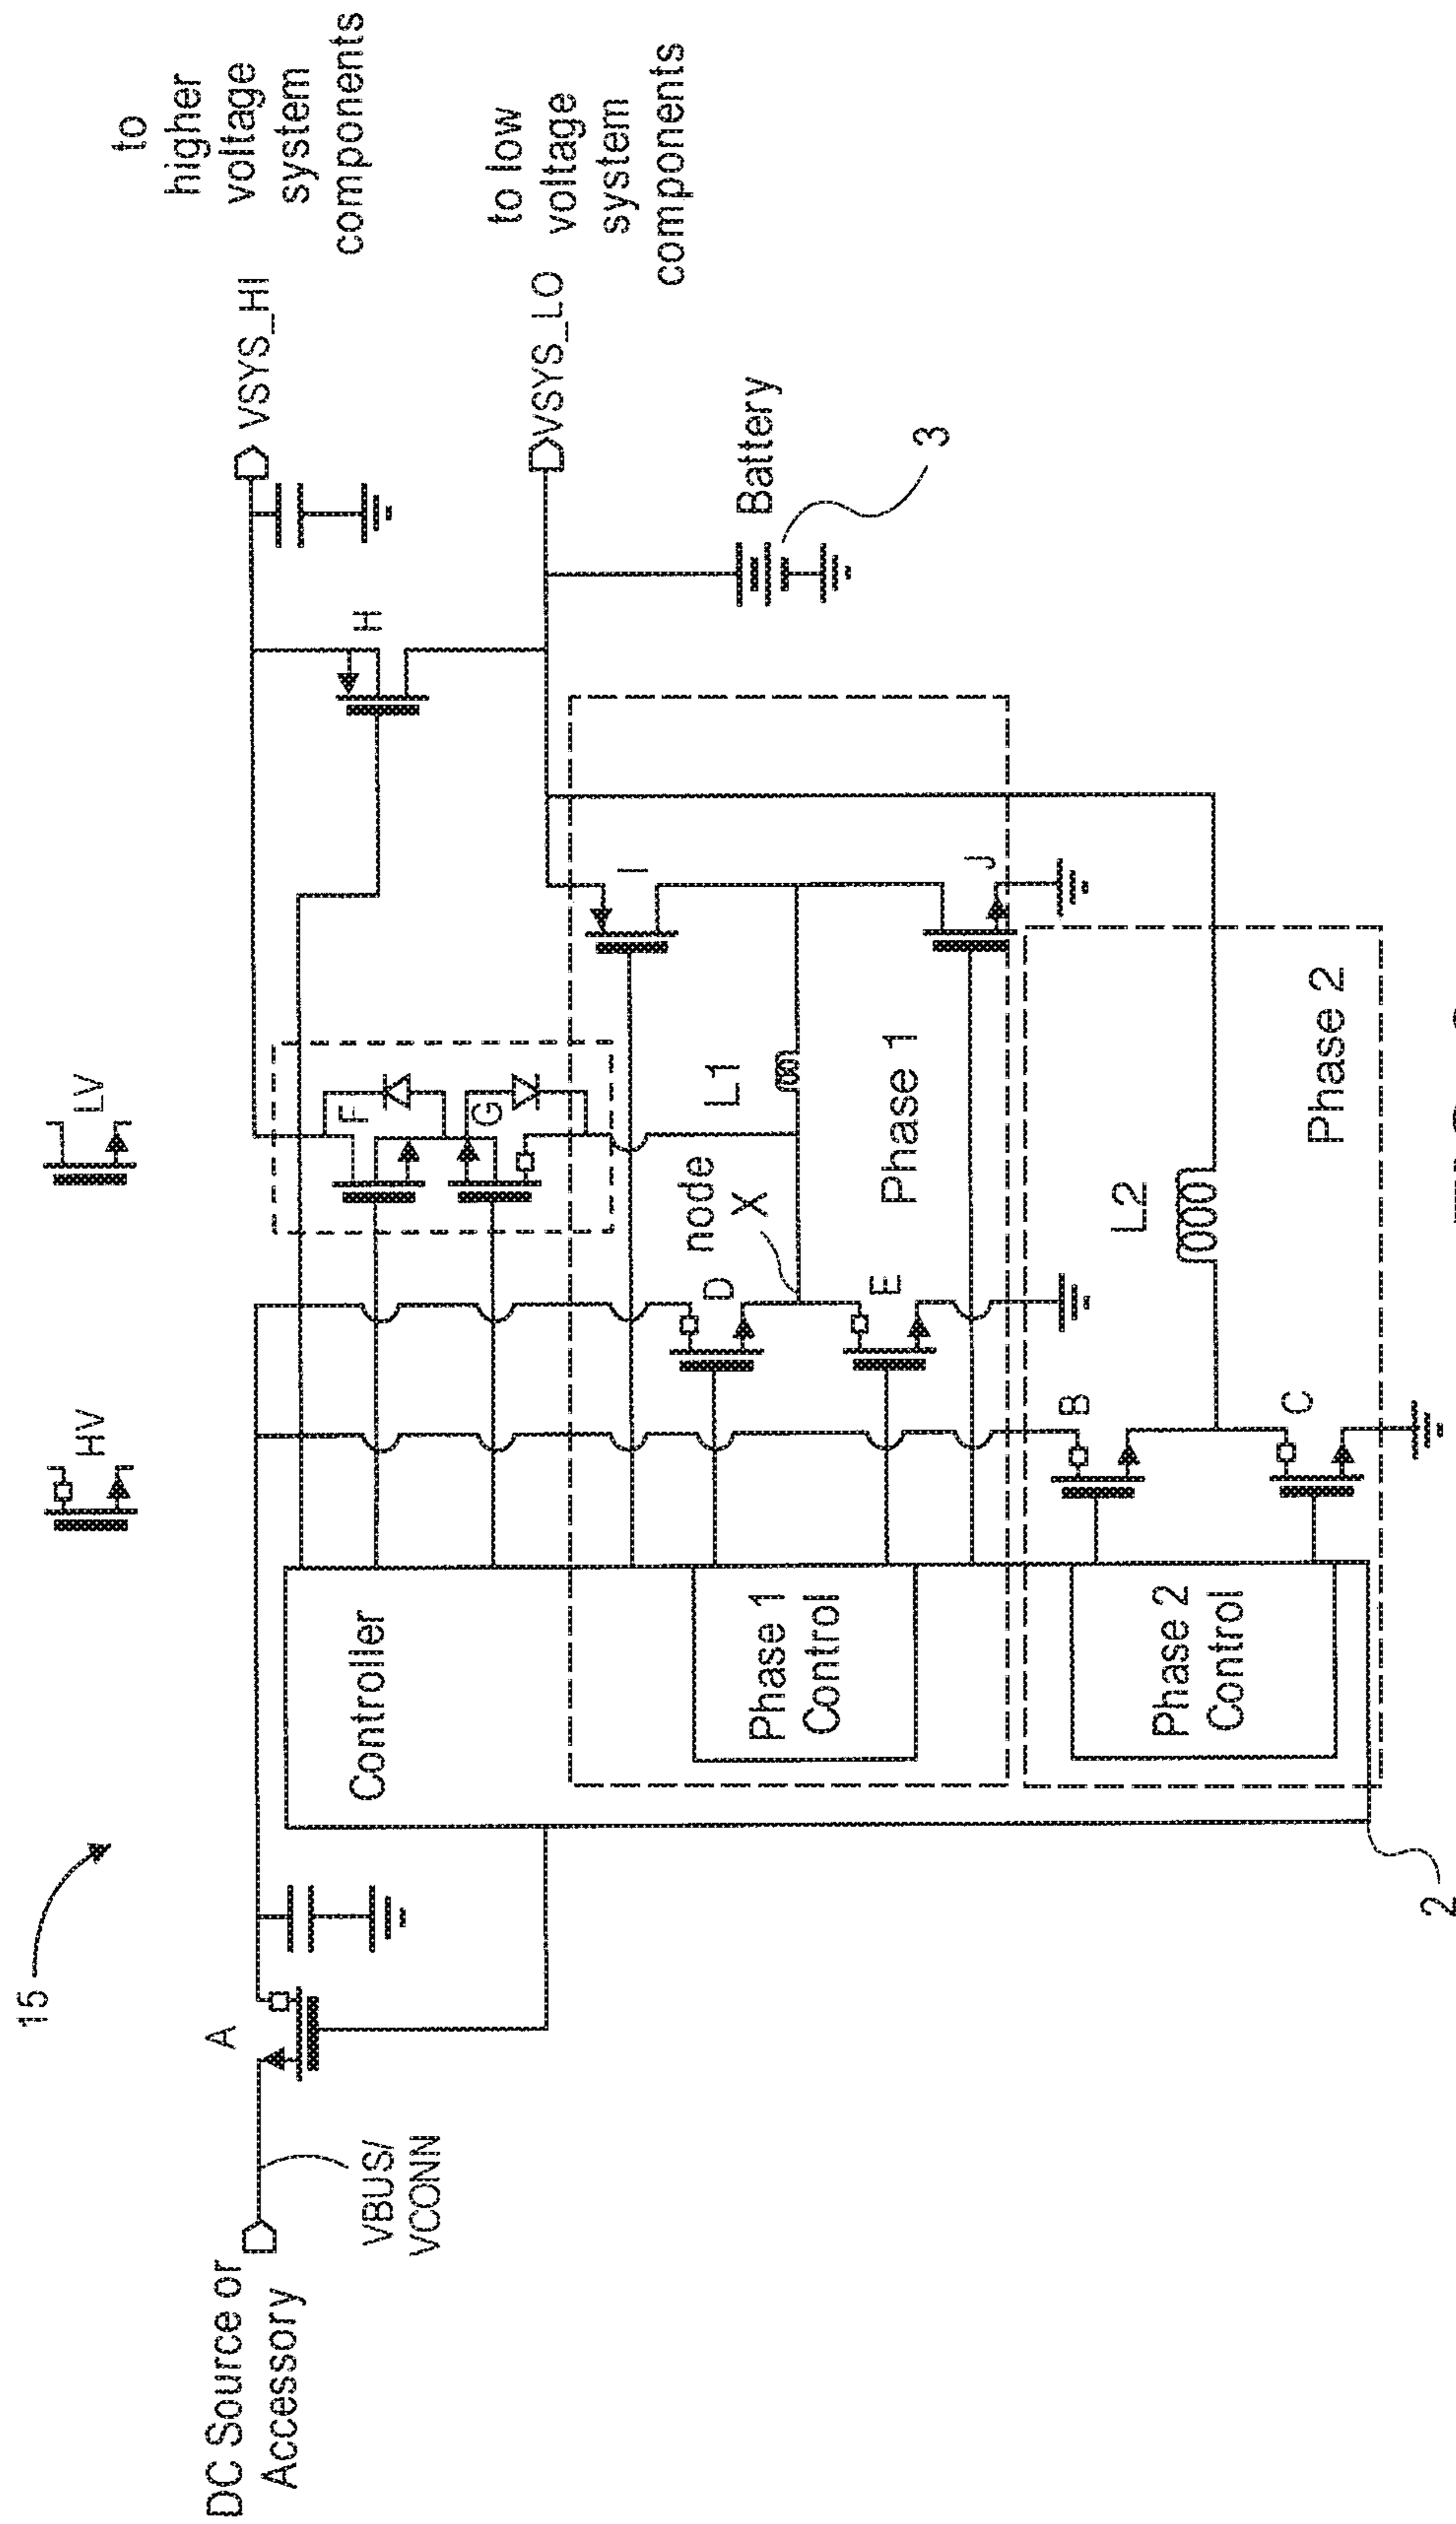 15
HV
LV
DC Source or
Accessory
VBUS/
VCONN
A
Controller
Phase 1
Control
Phase 2
Control
2
F
G
D
node
X
E
B
C
L1
Phase 1
L2
Phase 2
H
I
J
VSYS_HI
to
higher
voltage
system
components
VSYS_LO
to low
voltage
system
components
Battery
3